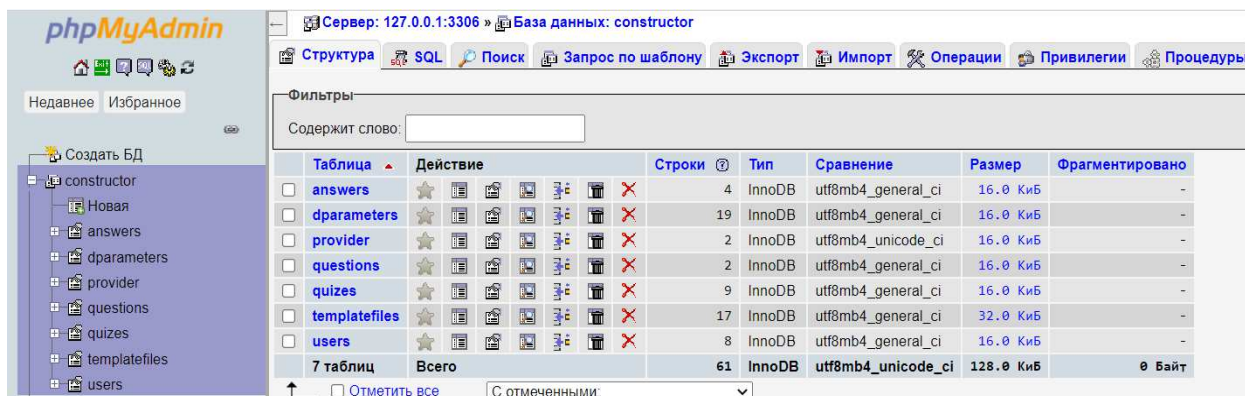 phpMyAdmin
Недавнее Избранное
Создать БД
constructor
Новая
answers
dparameters
provider
questions
quizes
templatefiles
users
Сервер: 127.0.0.1:3306 » База данных: constructor
Структура SQL Поиск Запрос по шаблону Экспорт Импорт Операции Привилегии Процедуры
Фильтры
Содержит слово:
Таблица Действие Строки Тип Сравнение Размер Фрагментировано
answers 4 InnoDB utf8mb4_general_ci 16.0 КиБ -
dparameters 19 InnoDB utf8mb4_general_ci 16.0 КиБ -
provider 2 InnoDB utf8mb4_unicode_ci 16.0 КиБ -
questions 2 InnoDB utf8mb4_general_ci 16.0 КиБ -
quizes 9 InnoDB utf8mb4_general_ci 16.0 КиБ -
templatefiles 17 InnoDB utf8mb4_general_ci 32.0 КиБ -
users 8 InnoDB utf8mb4_general_ci 16.0 КиБ -
7 таблиц Всего 61 InnoDB utf8mb4_unicode_ci 128.0 КиБ 0 Байт
Отметить все С отмеченными: